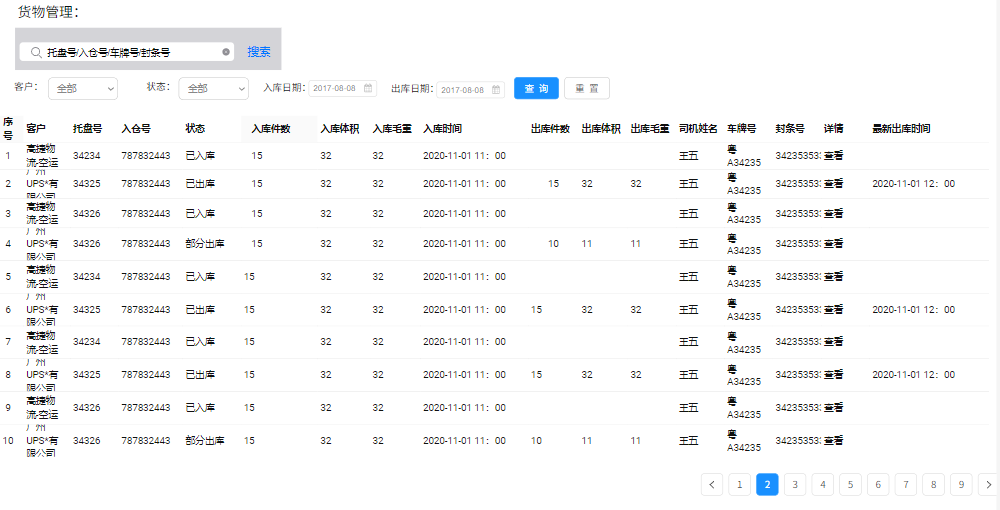 货物管理：
托盘号/入仓号/车牌号/封条号 搜索
客户： 全部 状态： 全部 入库日期： 2017-08-08 出库日期： 2017-08-08 查 询 重 置
序号 客户 托盘号 入仓号 状态 入库件数 入库体积 入库毛重 入库时间 出库件数 出库体积 出库毛重 司机姓名 车牌号 封条号 详情 最新出库时间
1 高捷物流-空运 34234 787832443 已入库 15 32 32 2020-11-01 11：00 王五 粤A34235 34235353 查看
2 广州UPS*有限公司 34325 787832443 已出库 15 32 32 2020-11-01 11：00 15 32 32 王五 粤A34235 34235353 查看 2020-11-01 12：00
3 高捷物流-空运 34326 787832443 已入库 15 32 32 2020-11-01 11：00 王五 粤A34235 34235353 查看
4 广州UPS*有限公司 34326 787832443 部分出库 15 32 32 2020-11-01 11：00 10 11 11 王五 粤A34235 34235353 查看
5 高捷物流-空运 34234 787832443 已入库 15 32 32 2020-11-01 11：00 王五 粤A34235 34235353 查看
6 广州UPS*有限公司 34326 787832443 已出库 15 32 32 2020-11-01 11：00 15 32 32 王五 粤A34235 34235353 查看 2020-11-01 12：00
7 高捷物流-空运 34234 787832443 已入库 15 32 32 2020-11-01 11：00 王五 粤A34235 34235353 查看
8 广州UPS*有限公司 34325 787832443 已出库 15 32 32 2020-11-01 11：00 15 32 32 王五 粤A34235 34235353 查看 2020-11-01 12：00
9 高捷物流-空运 34326 787832443 已入库 15 32 32 2020-11-01 11：00 王五 粤A34235 34235353 查看
10 广州UPS*有限公司 34326 787832443 部分出库 15 32 32 2020-11-01 11：00 10 11 11 王五 粤A34235 34235353 查看
1 2 3 4 5 6 7 8 9